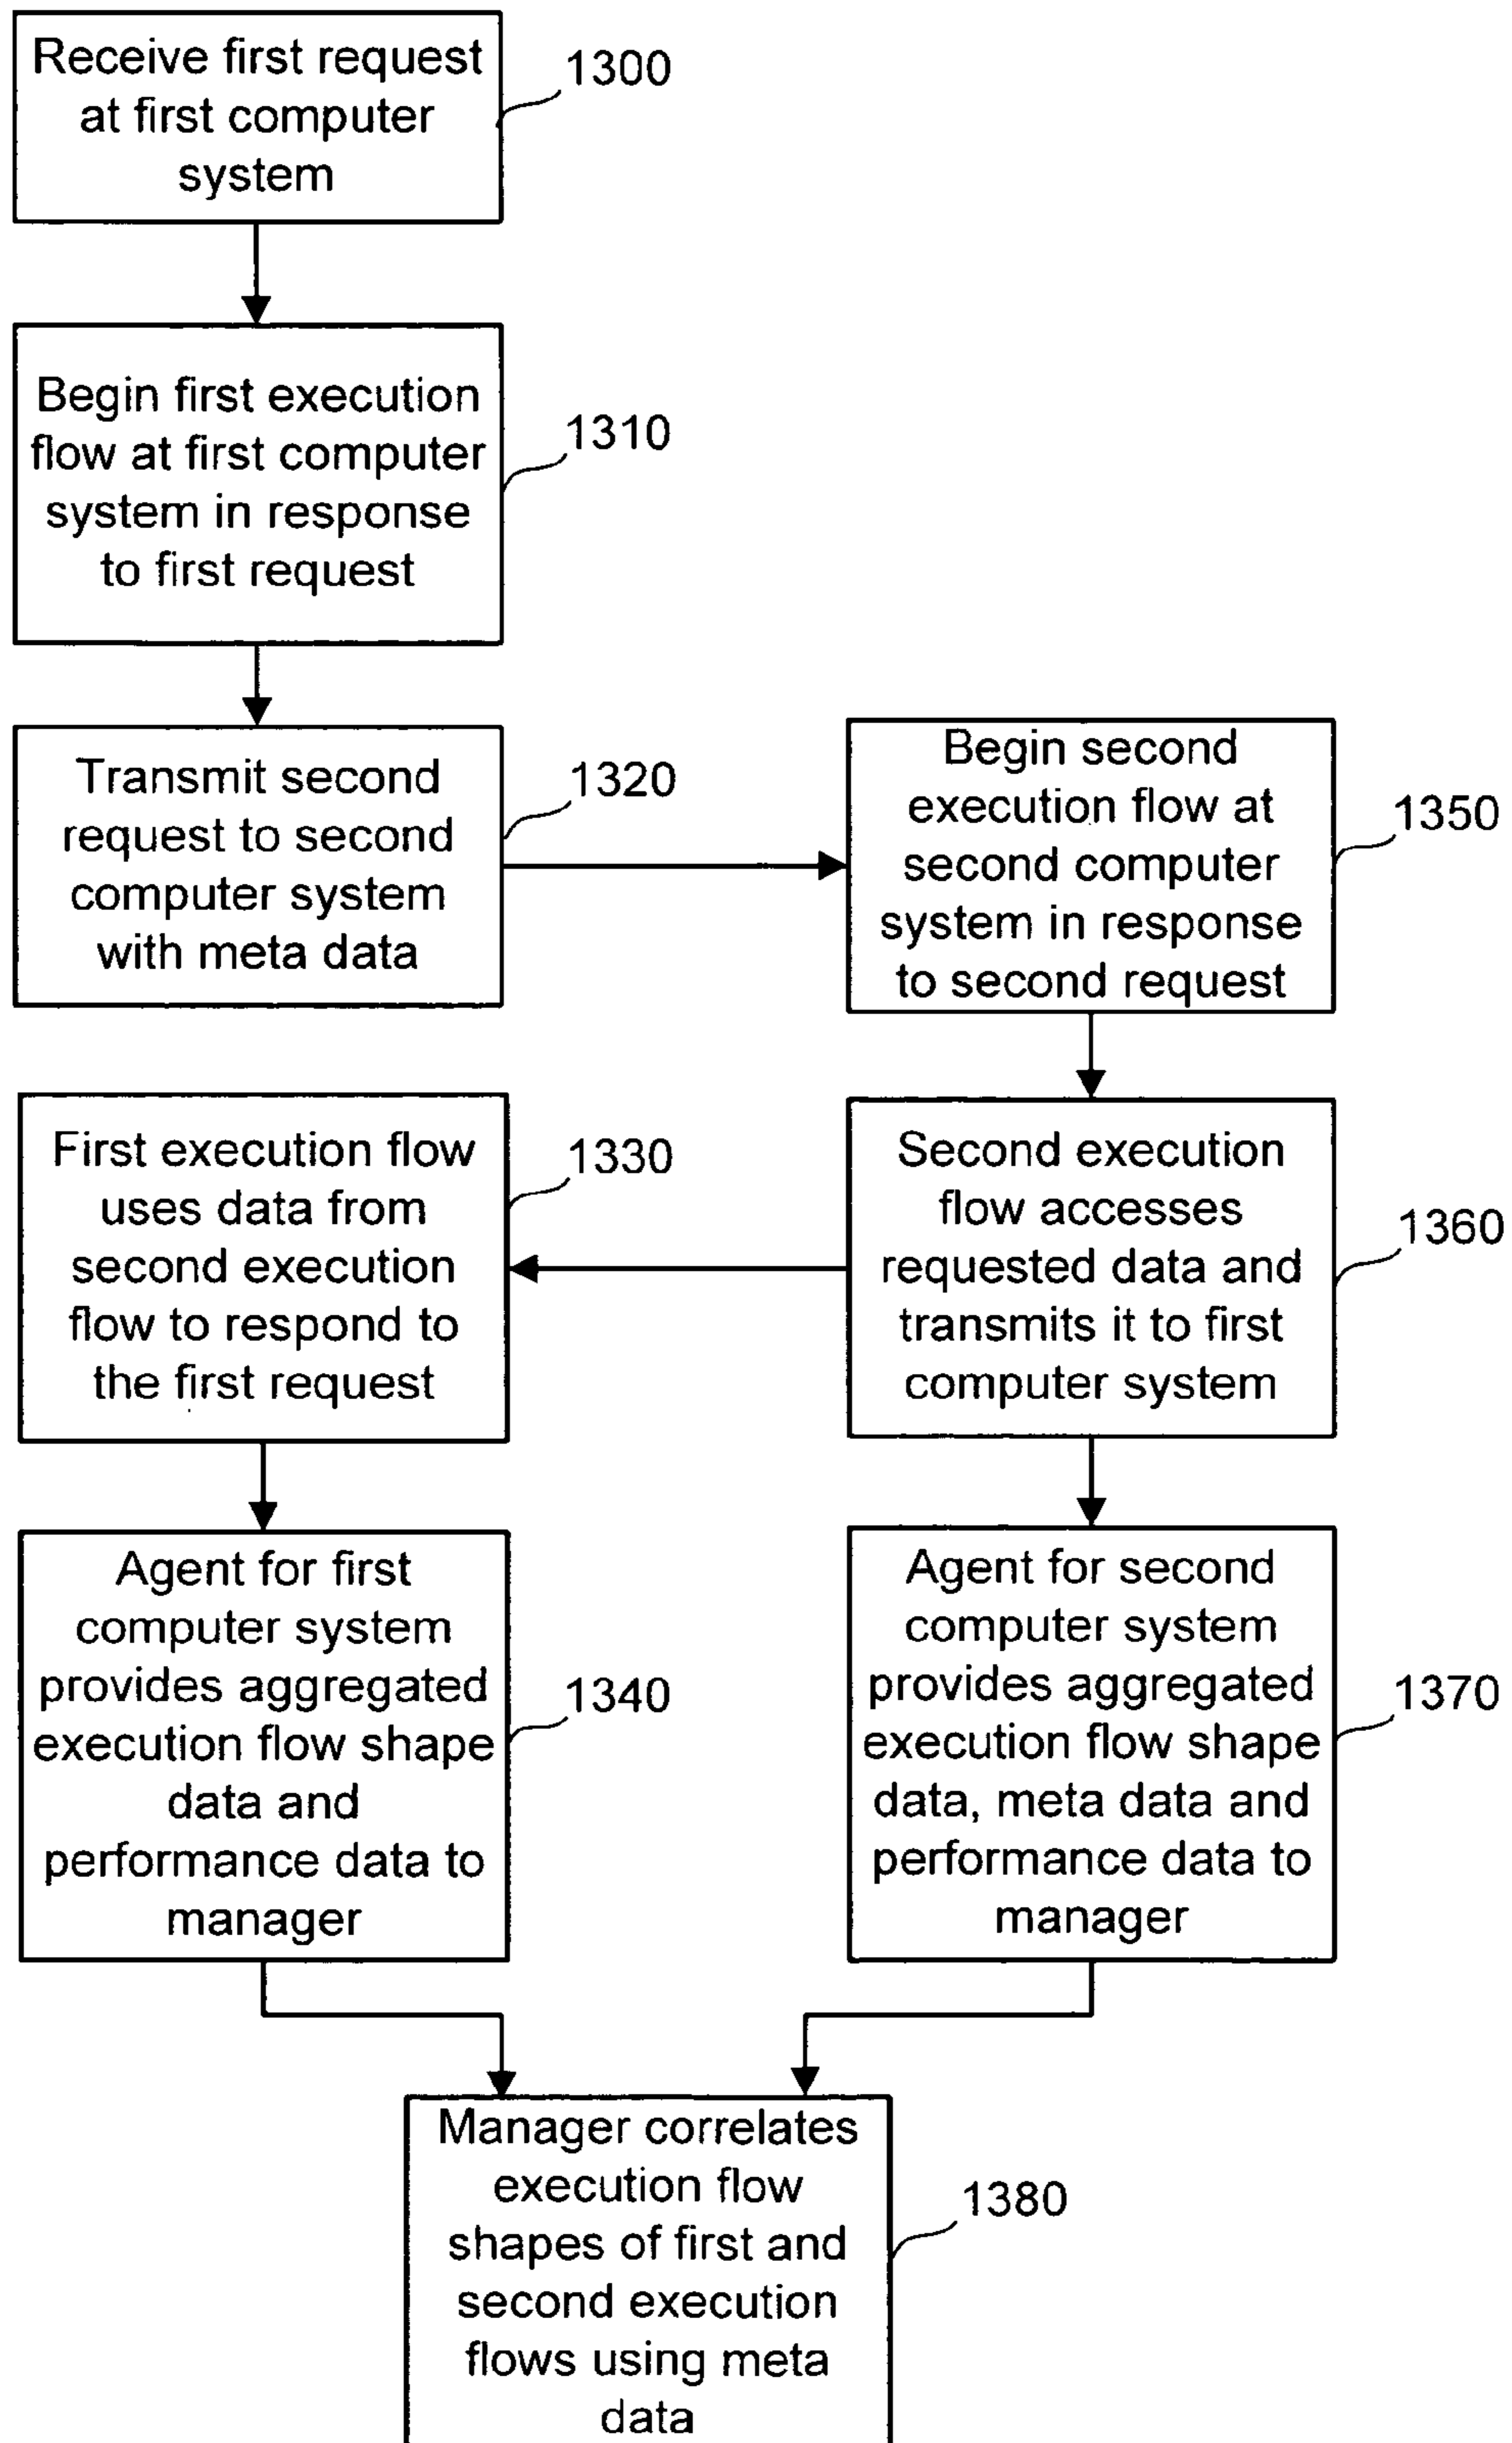 Receive first request
at first computer
system
1300
Begin first execution
flow at first computer
system in response
to first request
1310
Transmit second
request to second
computer system
with meta data
1320
Begin second
execution flow at
second computer
system in response
to second request
1350
First execution flow
uses data from
second execution
flow to respond to
the first request
1330
Second execution
flow accesses
requested data and
transmits it to first
computer system
1360
Agent for first
computer system
provides aggregated
execution flow shape
data and
performance data to
manager
1340
Agent for second
computer system
provides aggregated
execution flow shape
data, meta data and
performance data to
manager
1370
Manager correlates
execution flow
shapes of first and
second execution
flows using meta
data
1380